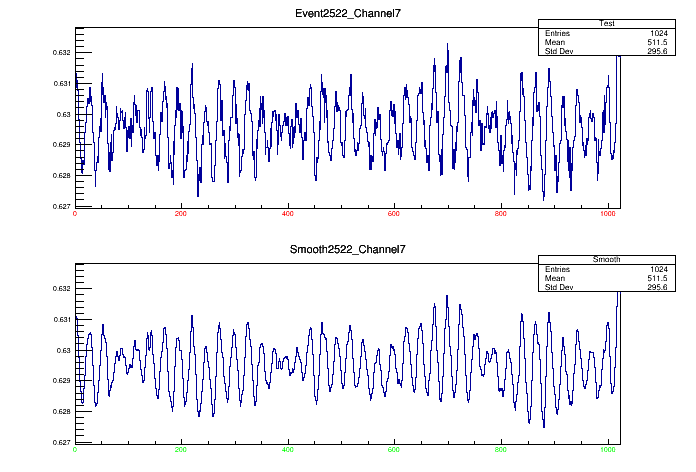 Event2522_Channel7
Test
Entries 1024
Mean 511.5
Std Dev 295.6
0.632
0.631
0.63
0.629
0.628
0.627
0 200 400 600 800 1000
Smooth2522_Channel7
Smooth
Entries 1024
Mean 511.5
Std Dev 295.6
0.632
0.631
0.63
0.629
0.628
0.627
0 200 400 600 800 1000